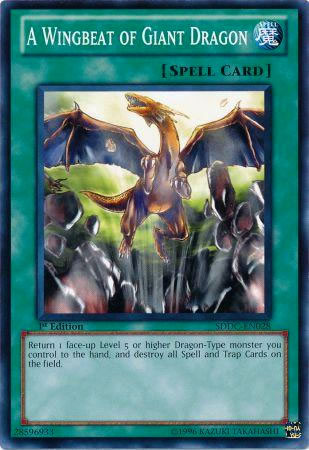 A Wingbeat of Giant Dragon
SPELL
魔
[Spell Card]
1st Edition
SDDC-EN028
Return 1 face-up Level 5 or higher Dragon-Type monster you
control to the hand, and destroy all Spell and Trap Cards on
the field.
28596933
©1996 KAZUKI TAKAHASHI